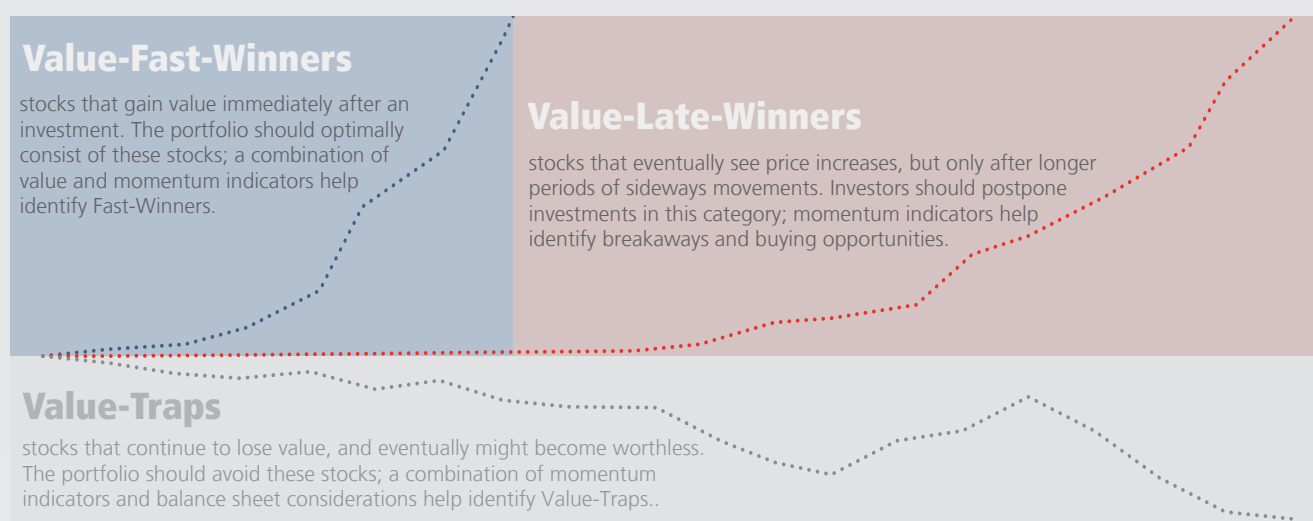 Value-Fast-Winners
stocks that gain value immediately after an
investment. The portfolio should optimally
consist of these stocks; a combination of
value and momentum indicators help
identify Fast-Winners.
Value-Late-Winners
stocks that eventually see price increases, but only after longer
periods of sideways movements. Investors should postpone
investments in this category; momentum indicators help
identify breakaways and buying opportunities.
Value-Traps
stocks that continue to lose value, and eventually might become worthless.
The portfolio should avoid these stocks; a combination of momentum
indicators and balance sheet considerations help identify Value-Traps..